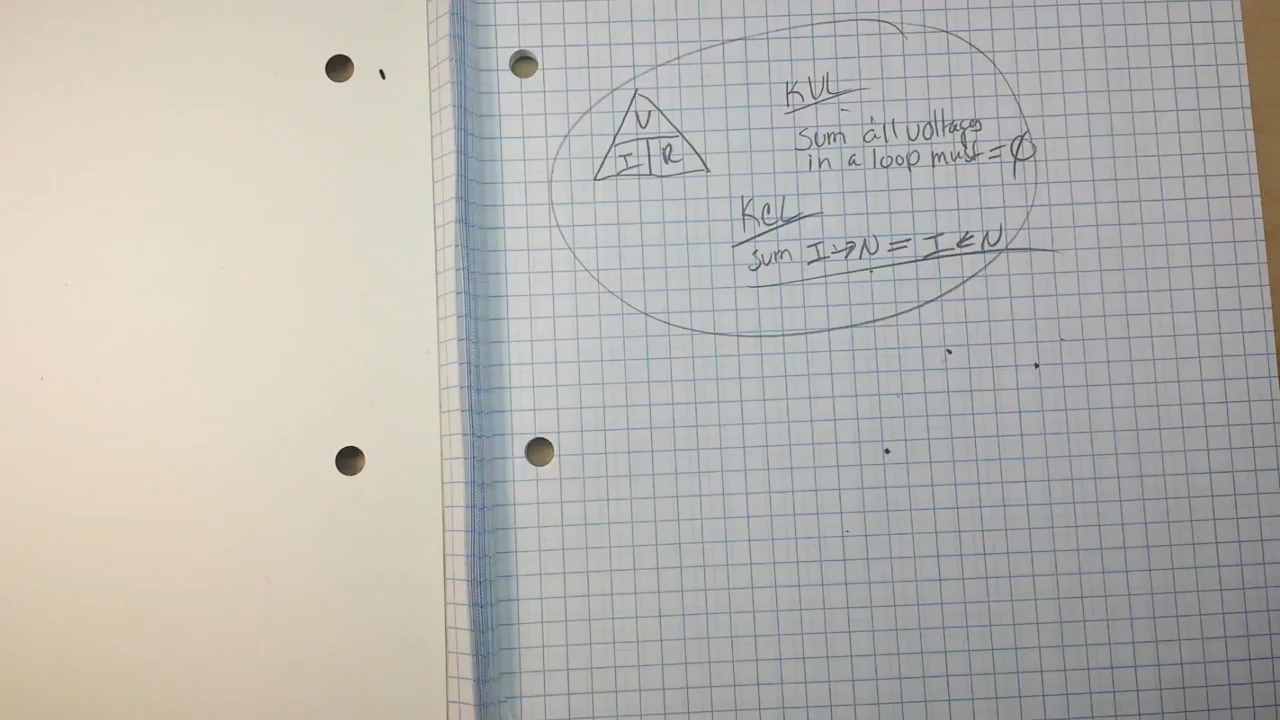 V
I R
KVL
Sum all voltages
in a loop must = Ø
KCL
sum I → N = I ← N